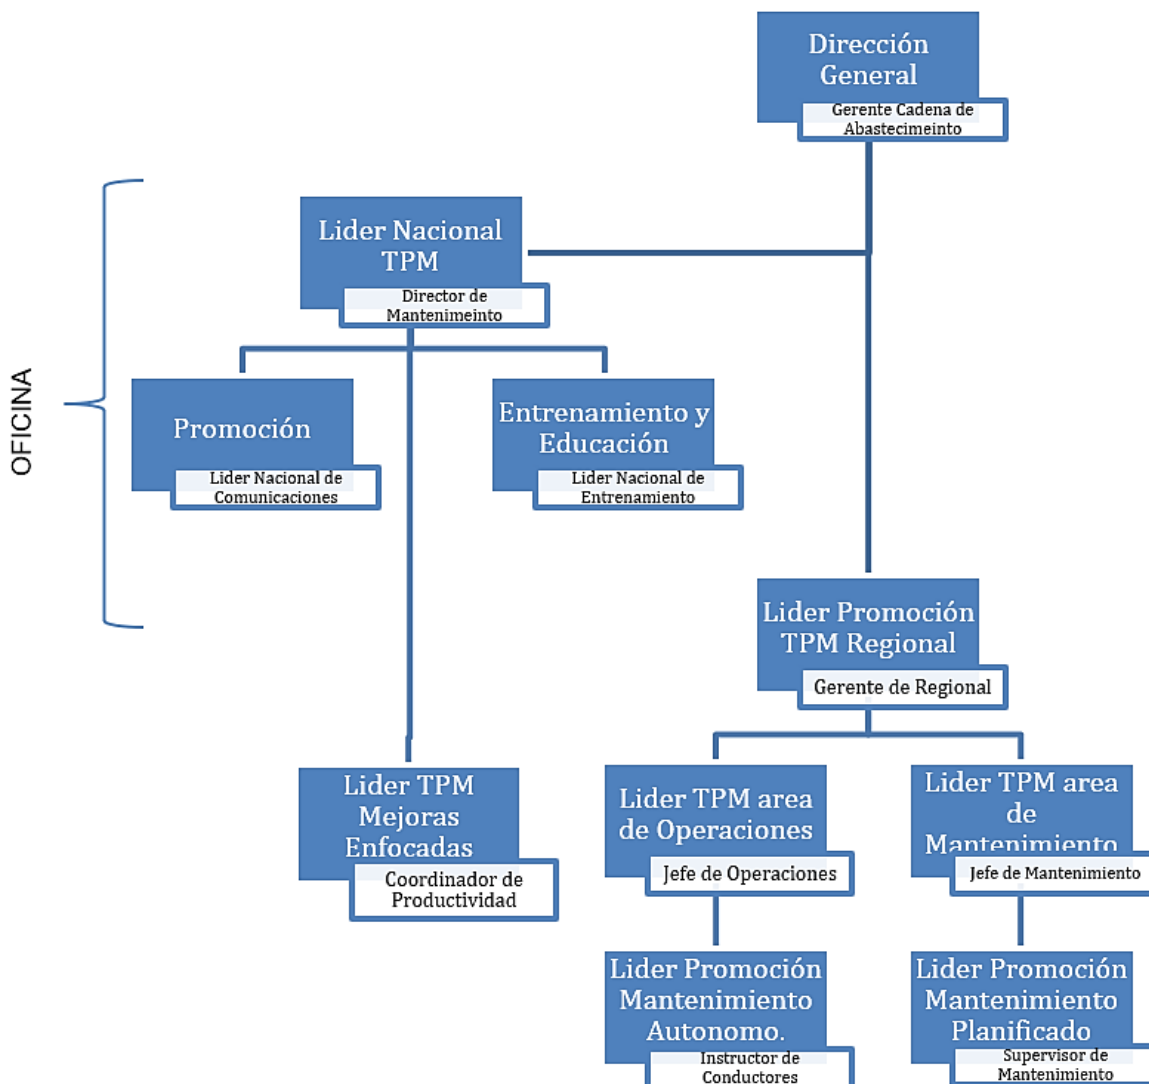 Dirección
General
Gerente Cadena de
Abastecimeinto
Lider Nacional
TPM
Director de
Mantenimeinto
OFICINA
Promoción
Lider Nacional de
Comunicaciones
Entrenamiento y
Educación
Lider Nacional de
Entrenamiento
Lider Promoción
TPM Regional
Gerente de Regional
Lider TPM
Mejoras
Enfocadas
Coordinador de
Productividad
Lider TPM area
de Operaciones
Jefe de Operaciones
Lider TPM area
de
Mantenimiento
Jefe de Mantenimiento
Lider Promoción
Mantenimiento
Autonomo.
Instructor de
Conductores
Lider Promoción
Mantenimiento
Planificado
Supervisor de
Mantenimiento